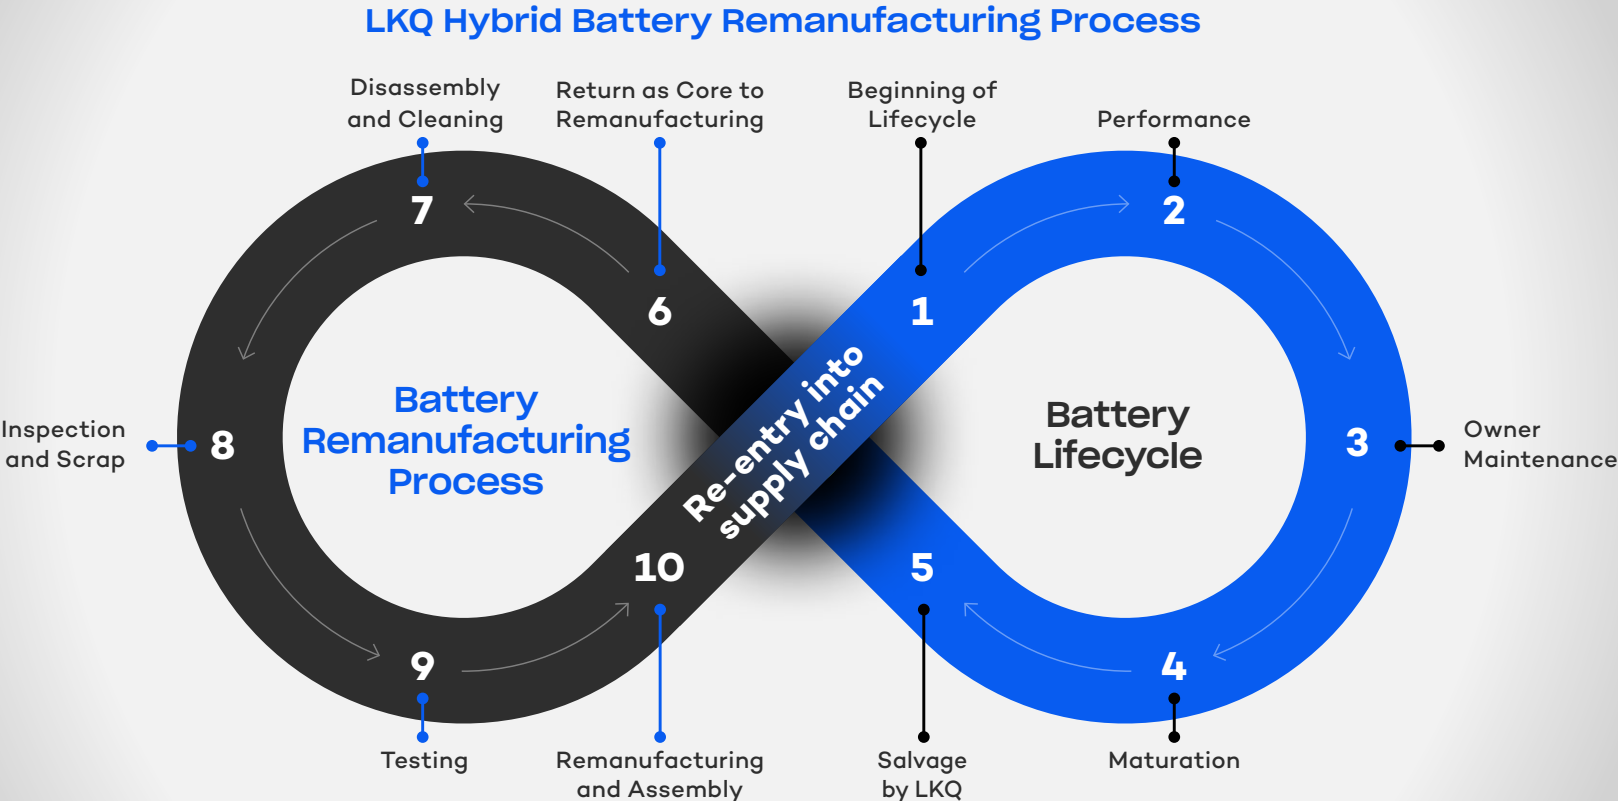 LKQ Hybrid Battery Remanufacturing Process
Disassembly
and Cleaning
Return as Core to
Remanufacturing
Beginning of
Lifecycle
Performance
7
2
6
1
Re-entry into
supply chain
Battery
Remanufacturing
Process
Battery
Lifecycle
Inspection
and Scrap
8
3
Owner
Maintenance
10
5
9
4
Testing
Remanufacturing
and Assembly
Salvage
by LKQ
Maturation